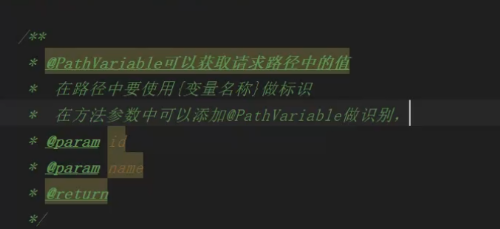 /**
* @PathVariable可以获取请求路径中的值
* 在路径中要使用{变量名称}做标识
* 在方法参数中可以添加@PathVariable做识别，
* @param id
* @param name
* @return
*/